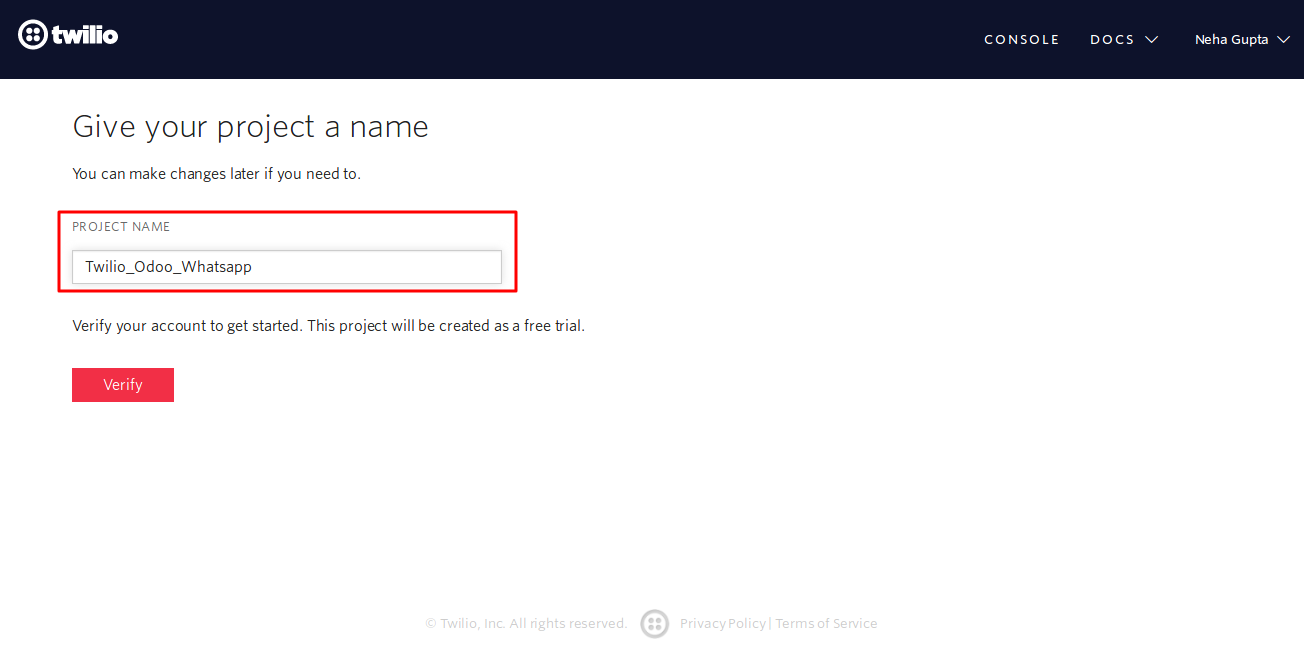 twilio
CONSOLE DOCS Neha Gupta
Give your project a name
You can make changes later if you need to.
PROJECT NAME
Twilio_Odoo_Whatsapp
Verify your account to get started. This project will be created as a free trial.
Verify
© Twilio, Inc. All rights reserved. Privacy Policy | Terms of Service